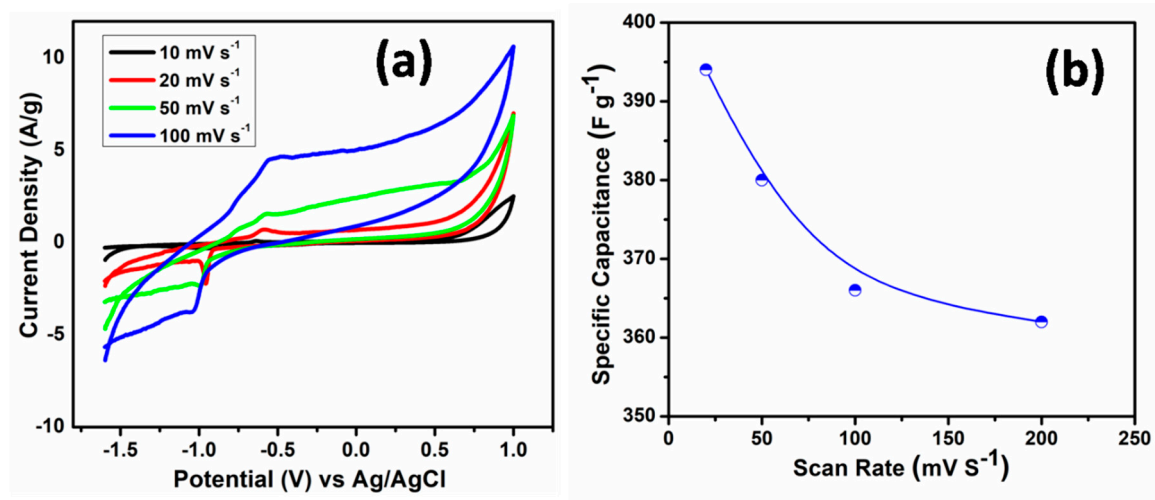 (a)
10 mV s⁻¹
20 mV s⁻¹
50 mV s⁻¹
100 mV s⁻¹
Current Density (A/g)
10
5
0
-5
-10
-1.5 -1.0 -0.5 0.0 0.5 1.0
Potential (V) vs Ag/AgCl
(b)
Specific Capacitance (F g⁻¹)
400
390
380
370
360
350
0 50 100 150 200 250
Scan Rate (mV S⁻¹)